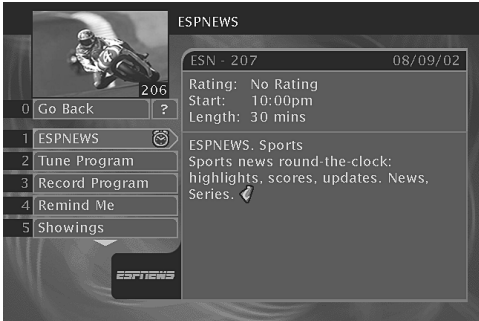 ESPNEWS
206
ESN - 207 08/09/02
Rating: No Rating
Start: 10:00pm
Length: 30 mins
ESPNEWS. Sports
Sports news round-the-clock:
highlights, scores, updates. News,
Series.
0 Go Back ?
1 ESPNEWS
2 Tune Program
3 Record Program
4 Remind Me
5 Showings
ESPNEWS